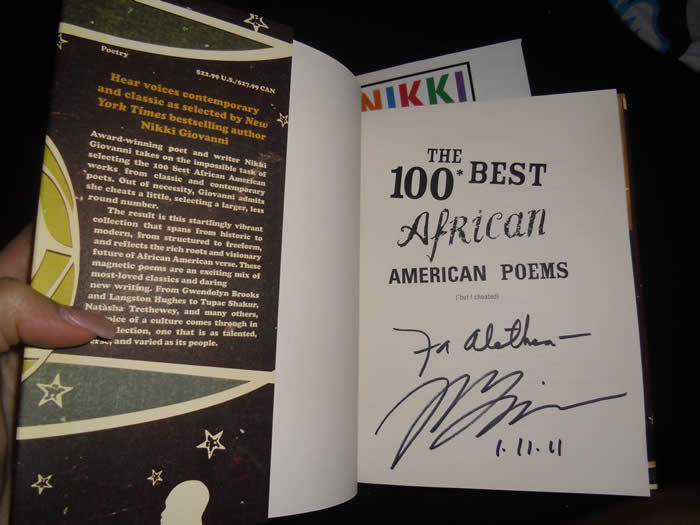 Poetry
$22.99 U.S./$27.99 CAN
Hear voices contemporary
and classic as selected by New
York Times bestselling author
Nikki Giovanni
Award-winning poet and writer Nikki
Giovanni takes on the impossible task of
selecting the 100 Best African American
works from classic and contemporary
poets. Out of necessity, Giovanni admits
she cheats a little, selecting a larger, less
round number.
The result is this startlingly vibrant
collection that spans from historic to
modern, from structured to freeform,
and reflects the rich roots and visionary
future of African American verse. These
magnetic poems are an exciting mix of
most-loved classics and daring
new writing. From Gwendolyn Brooks
and Langston Hughes to Tupac Shakur,
Natasha Trethewey, and many others,
of a culture comes through in
one that is as talented,
and varied as its people.
NIKKI
THE
100* BEST
African
AMERICAN POEMS
(*but I cheated)
For Alethea—
1.11.11